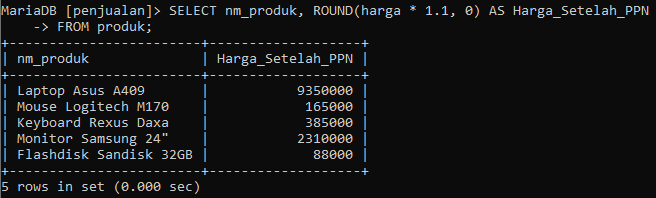 MariaDB [penjualan]> SELECT nm_produk, ROUND(harga * 1.1, 0) AS Harga_Setelah_PPN
    -> FROM produk;
+------------------------+-------------------+
| nm_produk              | Harga_Setelah_PPN |
+------------------------+-------------------+
| Laptop Asus A409       |           9350000 |
| Mouse Logitech M170    |            165000 |
| Keyboard Rexus Daxa    |            385000 |
| Monitor Samsung 24"    |           2310000 |
| Flashdisk Sandisk 32GB |             88000 |
+------------------------+-------------------+
5 rows in set (0.000 sec)